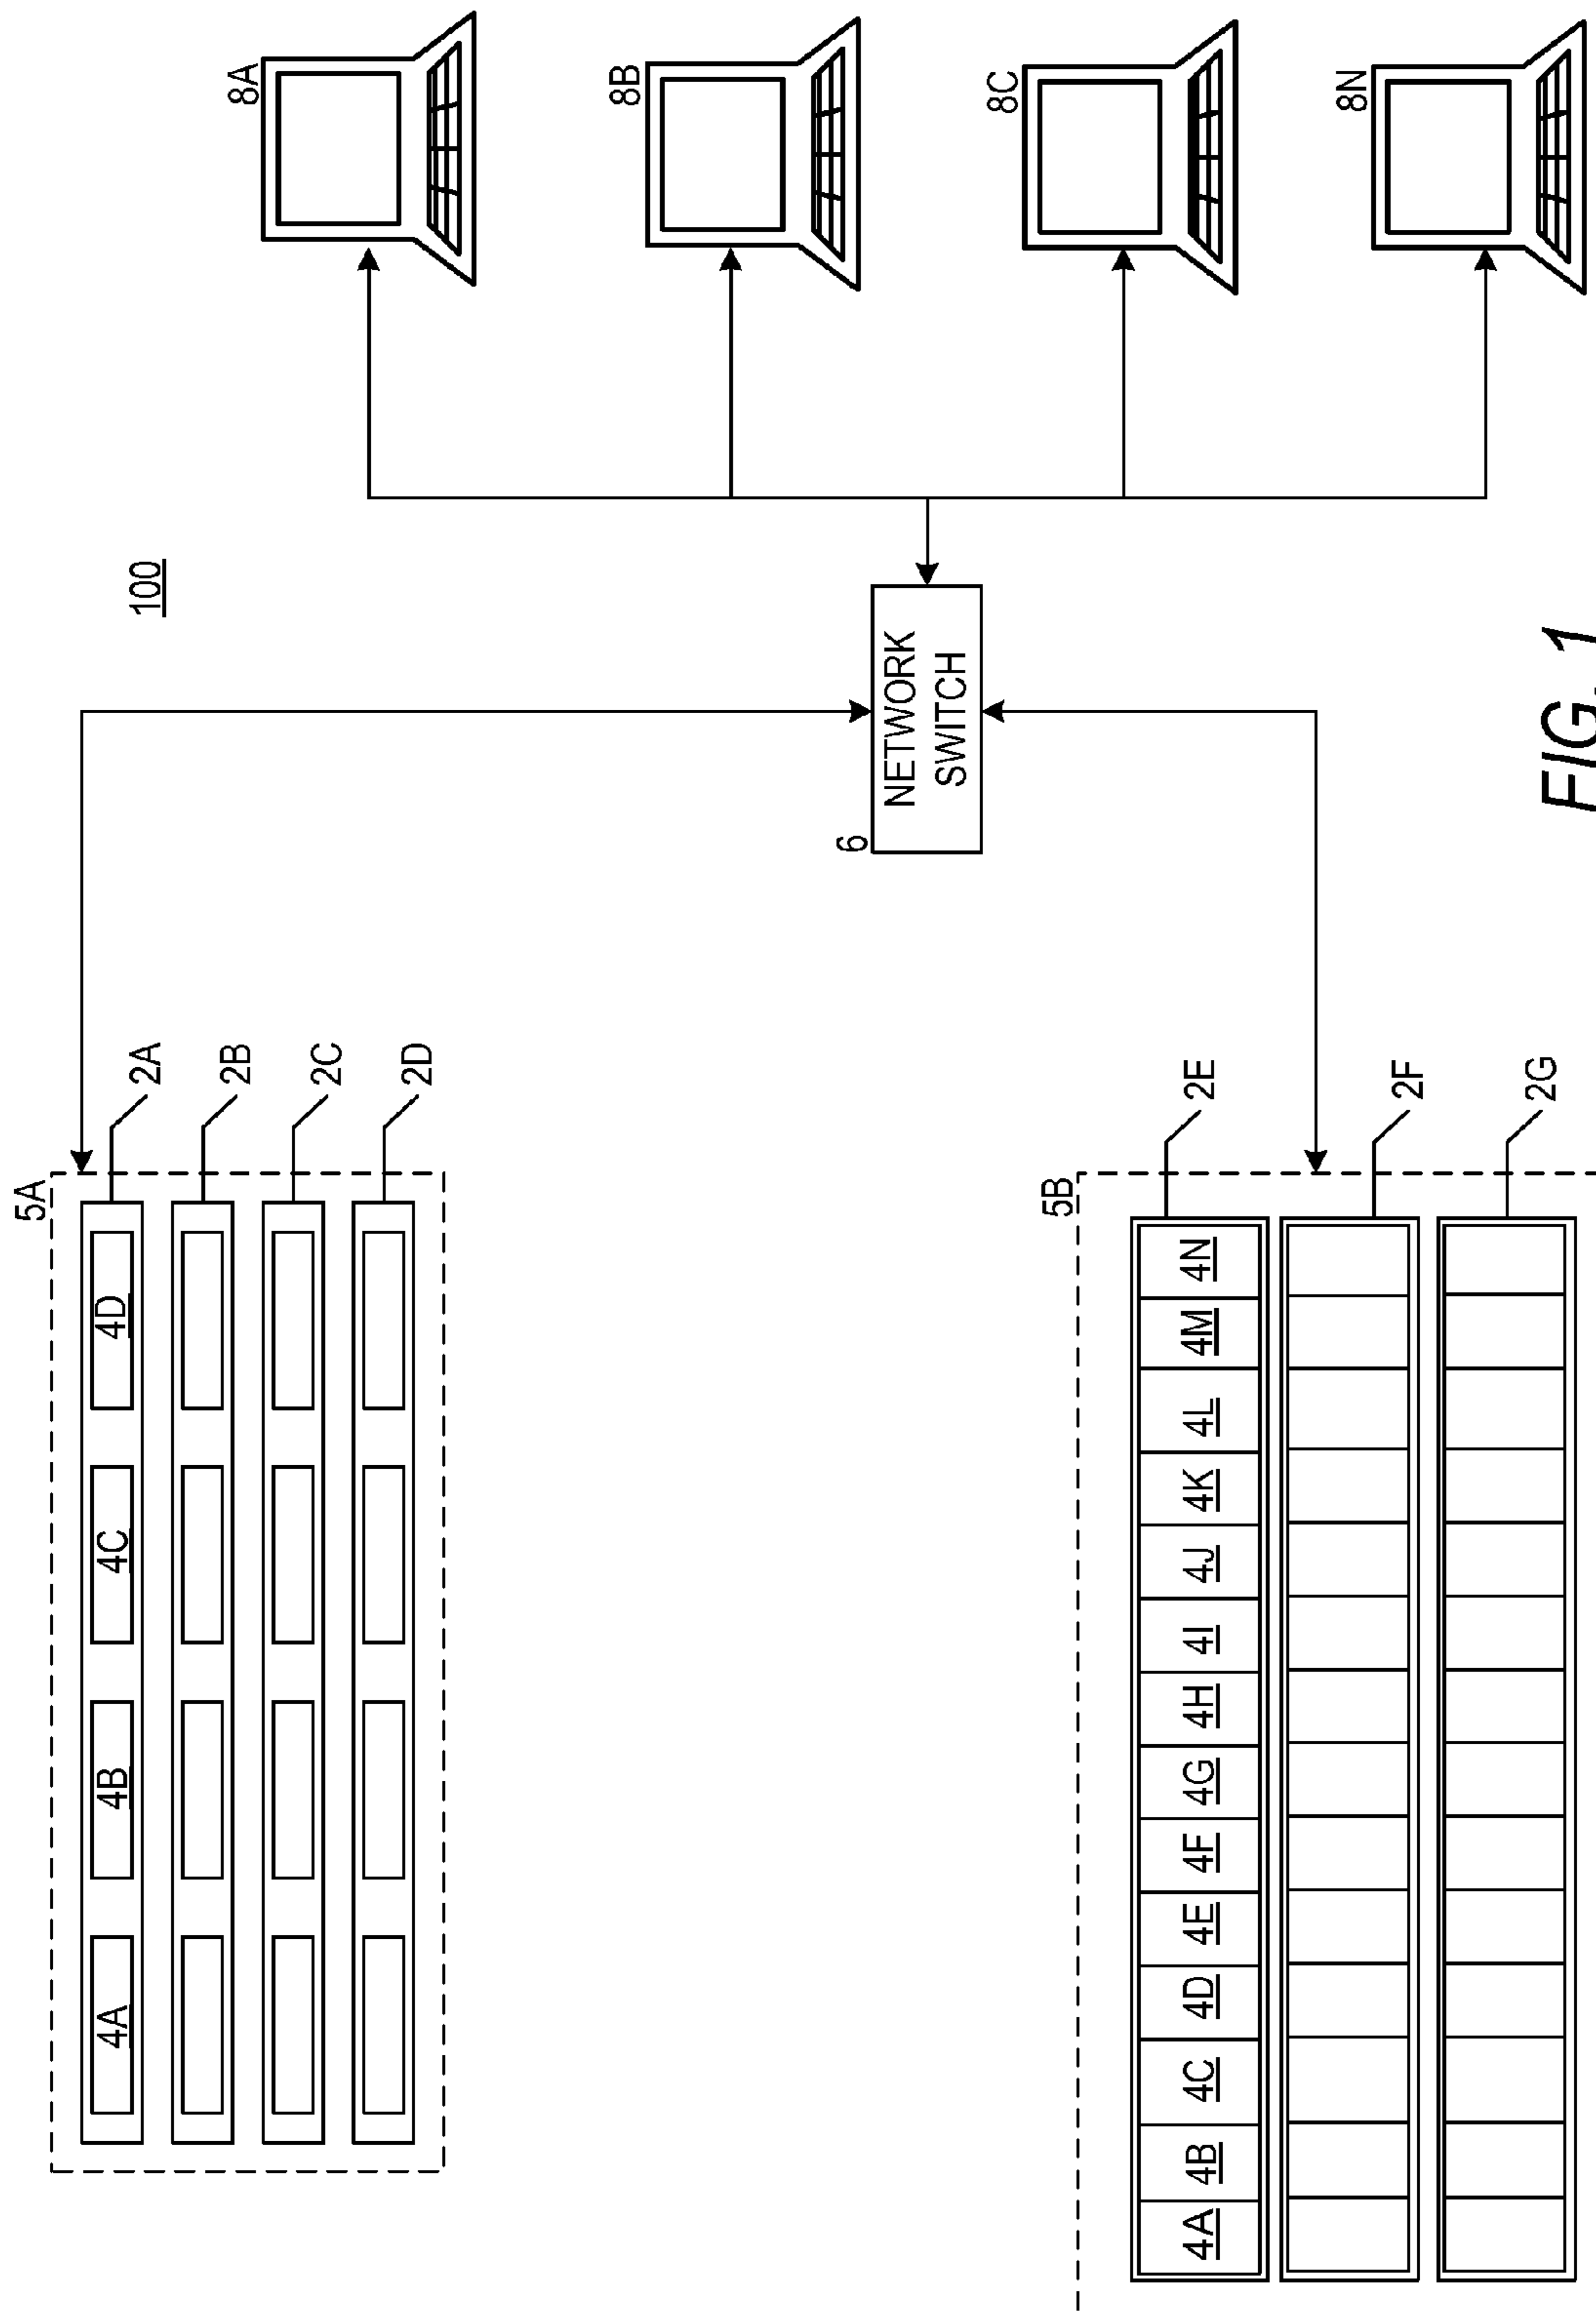 100
5A
4A 4B 4C 4D
2A
2B
2C
2D
5B
4A 4B 4C 4D 4E 4F 4G 4H 4I 4J 4K 4L 4M 4N
2E
2F
2G
6
NETWORK
SWITCH
8A
8B
8C
8N
FIG. 1